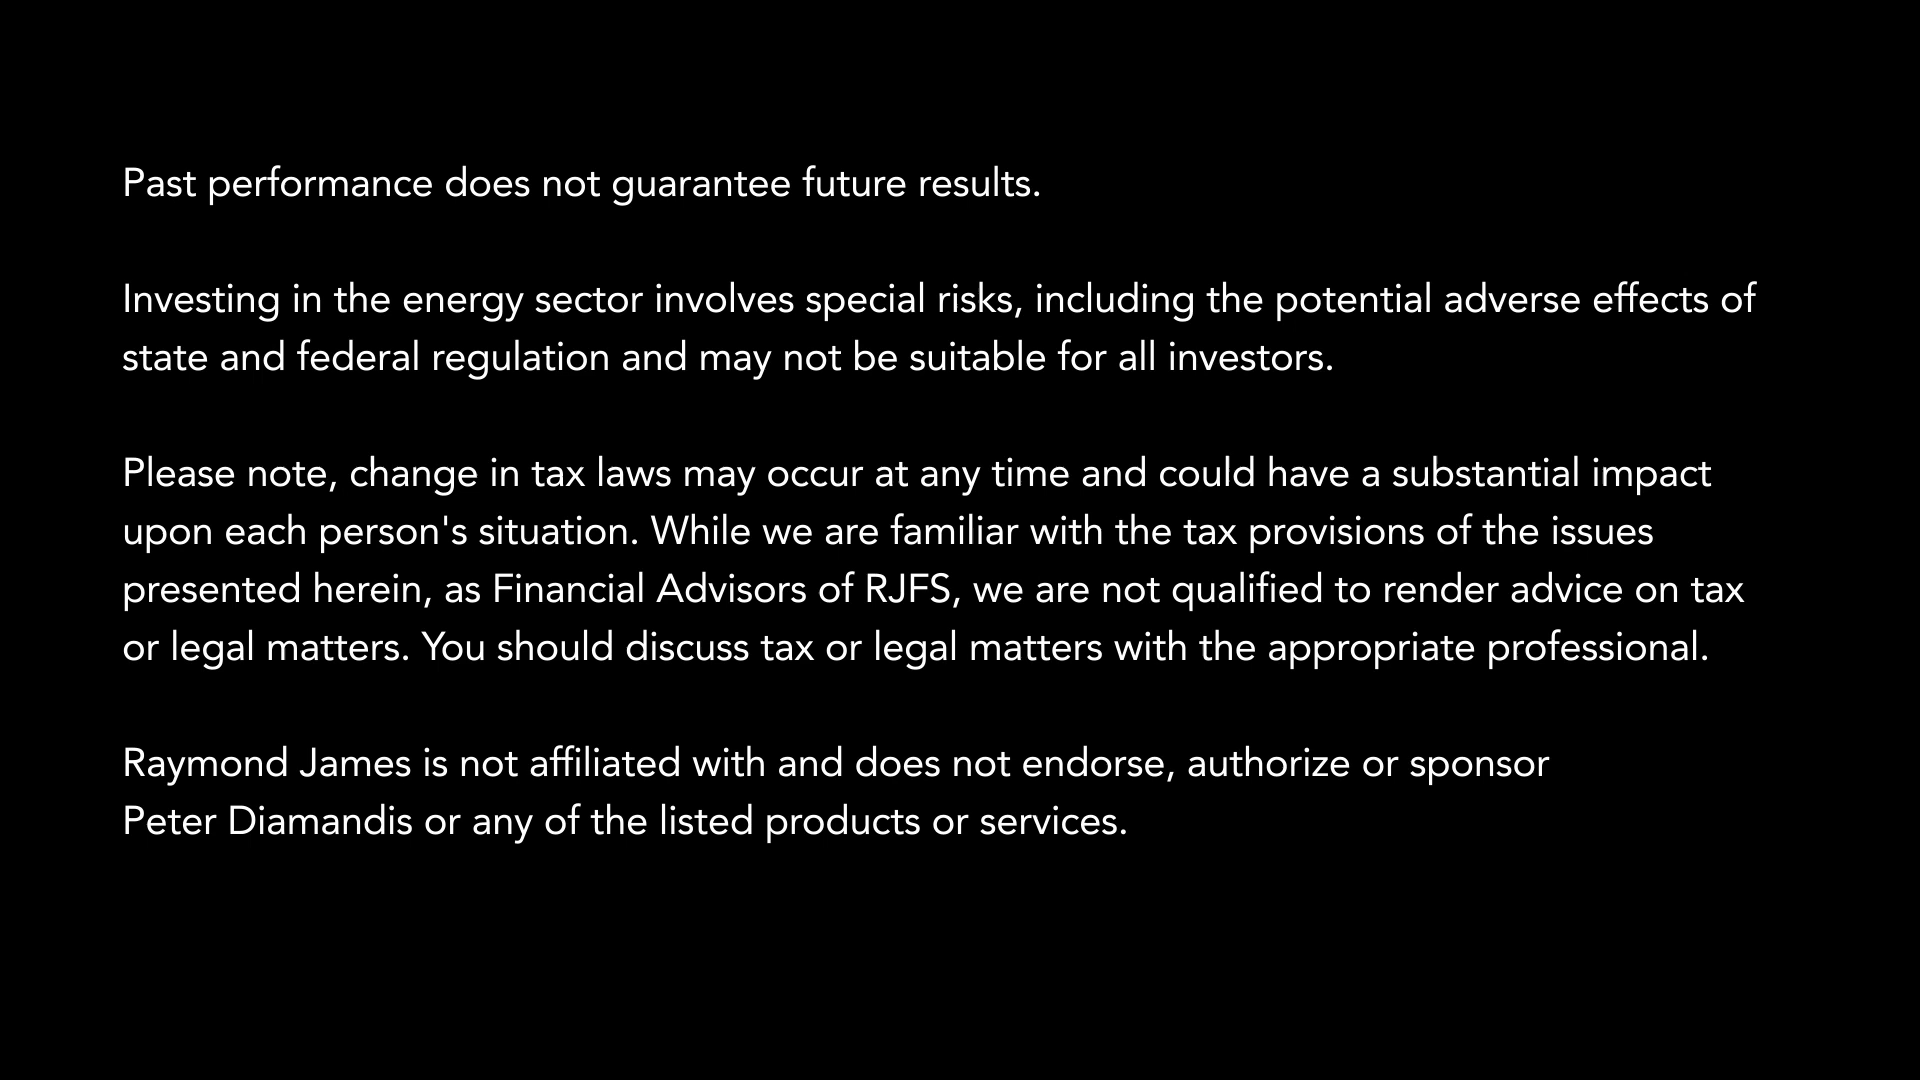 Past performance does not guarantee future results.
Investing in the energy sector involves special risks, including the potential adverse effects of
state and federal regulation and may not be suitable for all investors.
Please note, change in tax laws may occur at any time and could have a substantial impact
upon each person's situation. While we are familiar with the tax provisions of the issues
presented herein, as Financial Advisors of RJFS, we are not qualified to render advice on tax
or legal matters. You should discuss tax or legal matters with the appropriate professional.
Raymond James is not affiliated with and does not endorse, authorize or sponsor
Peter Diamandis or any of the listed products or services.